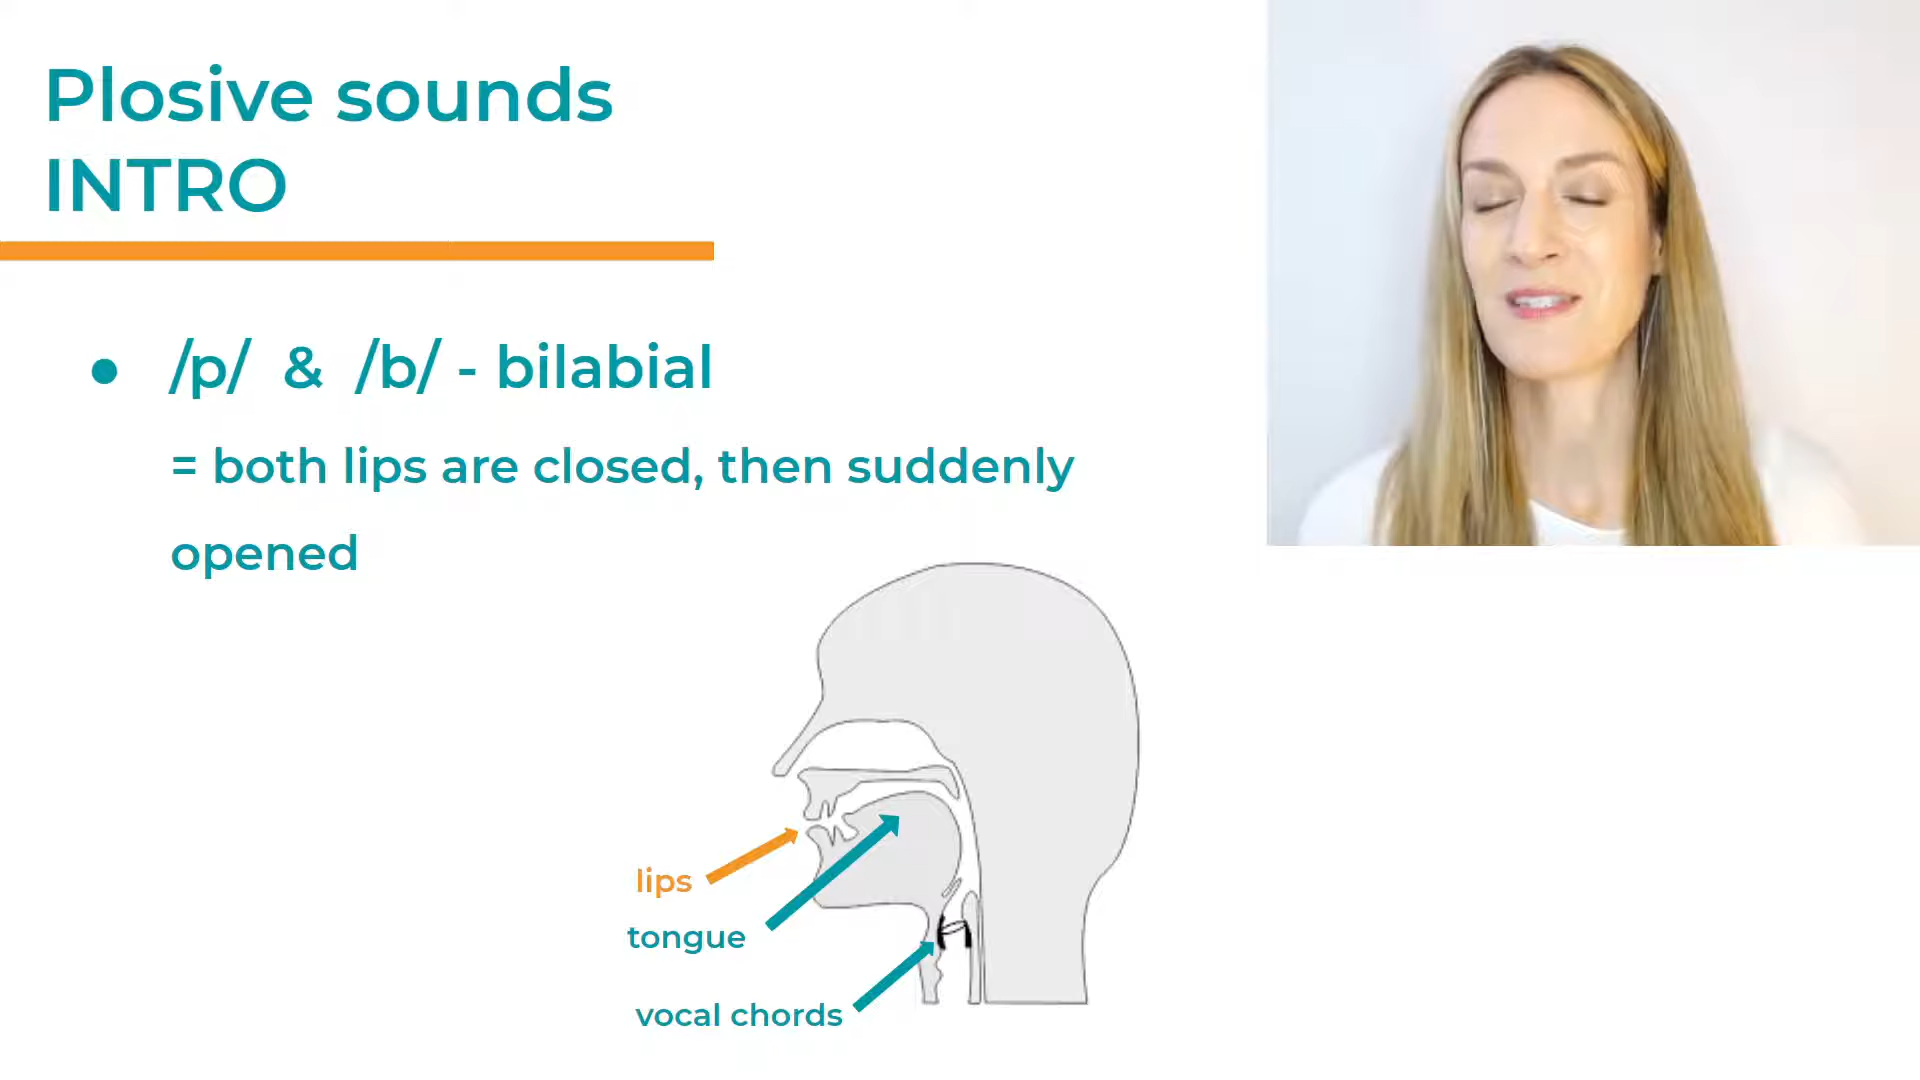 Plosive sounds
INTRO
● /p/ & /b/ - bilabial
= both lips are closed, then suddenly
opened
lips
tongue
vocal chords